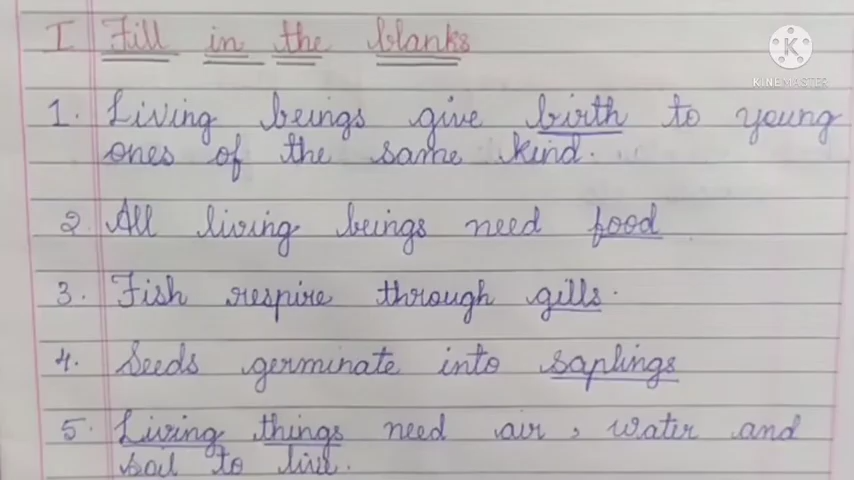 I Fill in the blanks
K
KINEMASTER
1. Living beings give birth to young
ones of the same kind.
2. All living beings need food
3. Fish respire through gills.
4. Seeds germinate into saplings
5. Living things need air, water and
soil to live.